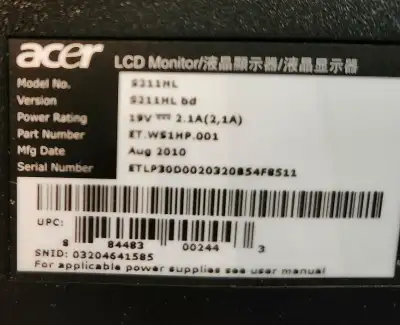 acer LCD Monitor/液晶顯示器/液晶显示器
Model No. S211HL
Version S211HL bd
Power Rating 19V ⎓ 2.1A(2,1A)
Part Number ET.WS1HP.001
Mfg Date Aug 2010
Serial Number ETLP30D0020320854F8511
UPC:
8 84483 00244 3
SNID: 03204641585
For applicable power supplies see user manual